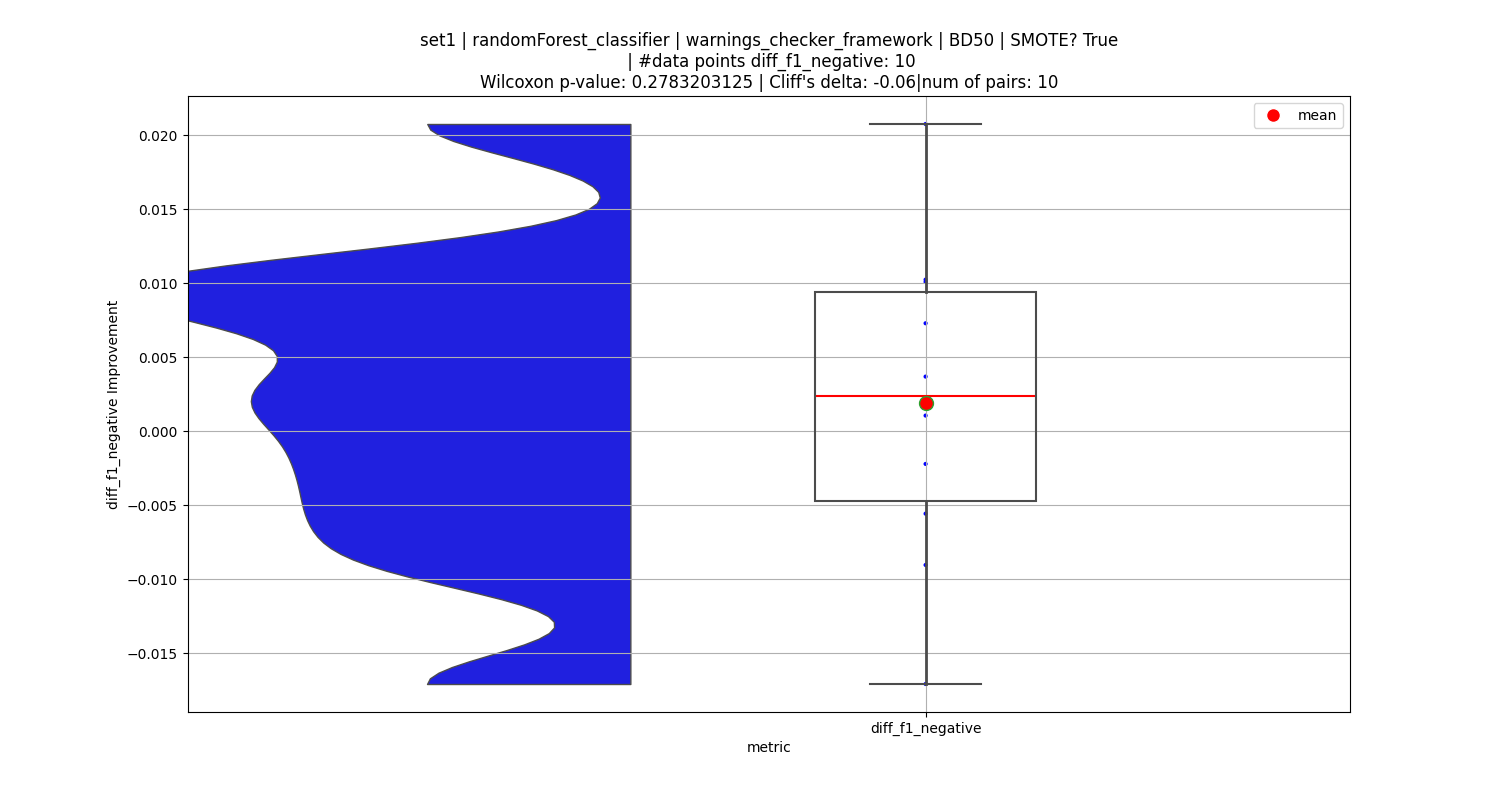 set1 | randomForest_classifier | warnings_checker_framework | BD50 | SMOTE? True
| #data points diff_f1_negative: 10
Wilcoxon p-value: 0.2783203125 | Cliff's delta: -0.06|num of pairs: 10
mean
0.020
0.015
0.010
0.005
0.000
−0.005
−0.010
−0.015
diff_f1_negative Improvement
diff_f1_negative
metric